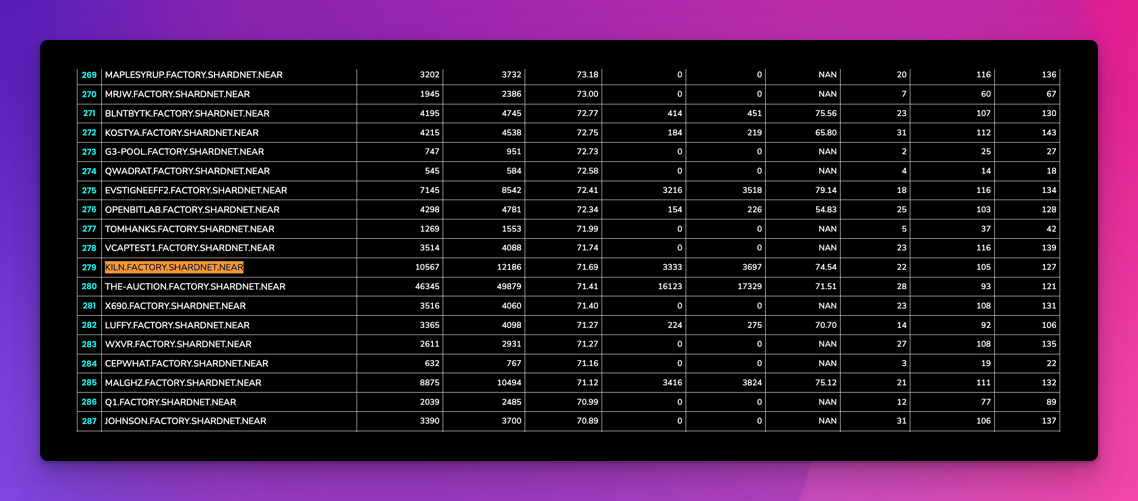 269 MAPLESYRUP.FACTORY.SHARDNET.NEAR 3202 3732 73.18 0 0 NAN 20 116 136
270 MRJW.FACTORY.SHARDNET.NEAR 1945 2386 73.00 0 0 NAN 7 60 67
271 BLNTBYTK.FACTORY.SHARDNET.NEAR 4195 4745 72.77 414 451 75.56 23 107 130
272 KOSTYA.FACTORY.SHARDNET.NEAR 4215 4538 72.75 184 219 65.80 31 112 143
273 G3-POOL.FACTORY.SHARDNET.NEAR 747 951 72.73 0 0 NAN 2 25 27
274 QWADRAT.FACTORY.SHARDNET.NEAR 545 584 72.58 0 0 NAN 4 14 18
275 EVSTIGNEEFF2.FACTORY.SHARDNET.NEAR 7145 8542 72.41 3216 3518 79.14 18 116 134
276 OPENBITLAB.FACTORY.SHARDNET.NEAR 4298 4781 72.34 154 226 54.83 25 103 128
277 TOMHANKS.FACTORY.SHARDNET.NEAR 1269 1553 71.99 0 0 NAN 5 37 42
278 VCAPTEST1.FACTORY.SHARDNET.NEAR 3514 4088 71.74 0 0 NAN 23 116 139
279 KILN.FACTORY.SHARDNET.NEAR 10567 12186 71.69 3333 3697 74.54 22 105 127
280 THE-AUCTION.FACTORY.SHARDNET.NEAR 46345 49879 71.41 16123 17329 71.51 28 93 121
281 X690.FACTORY.SHARDNET.NEAR 3516 4060 71.40 0 0 NAN 23 108 131
282 LUFFY.FACTORY.SHARDNET.NEAR 3365 4098 71.27 224 275 70.70 14 92 106
283 WXVR.FACTORY.SHARDNET.NEAR 2611 2931 71.27 0 0 NAN 27 108 135
284 CEPWHAT.FACTORY.SHARDNET.NEAR 632 767 71.16 0 0 NAN 3 19 22
285 MALGHZ.FACTORY.SHARDNET.NEAR 8875 10494 71.12 3416 3824 75.12 21 111 132
286 Q1.FACTORY.SHARDNET.NEAR 2039 2485 70.99 0 0 NAN 12 77 89
287 JOHNSON.FACTORY.SHARDNET.NEAR 3390 3700 70.89 0 0 NAN 31 106 137